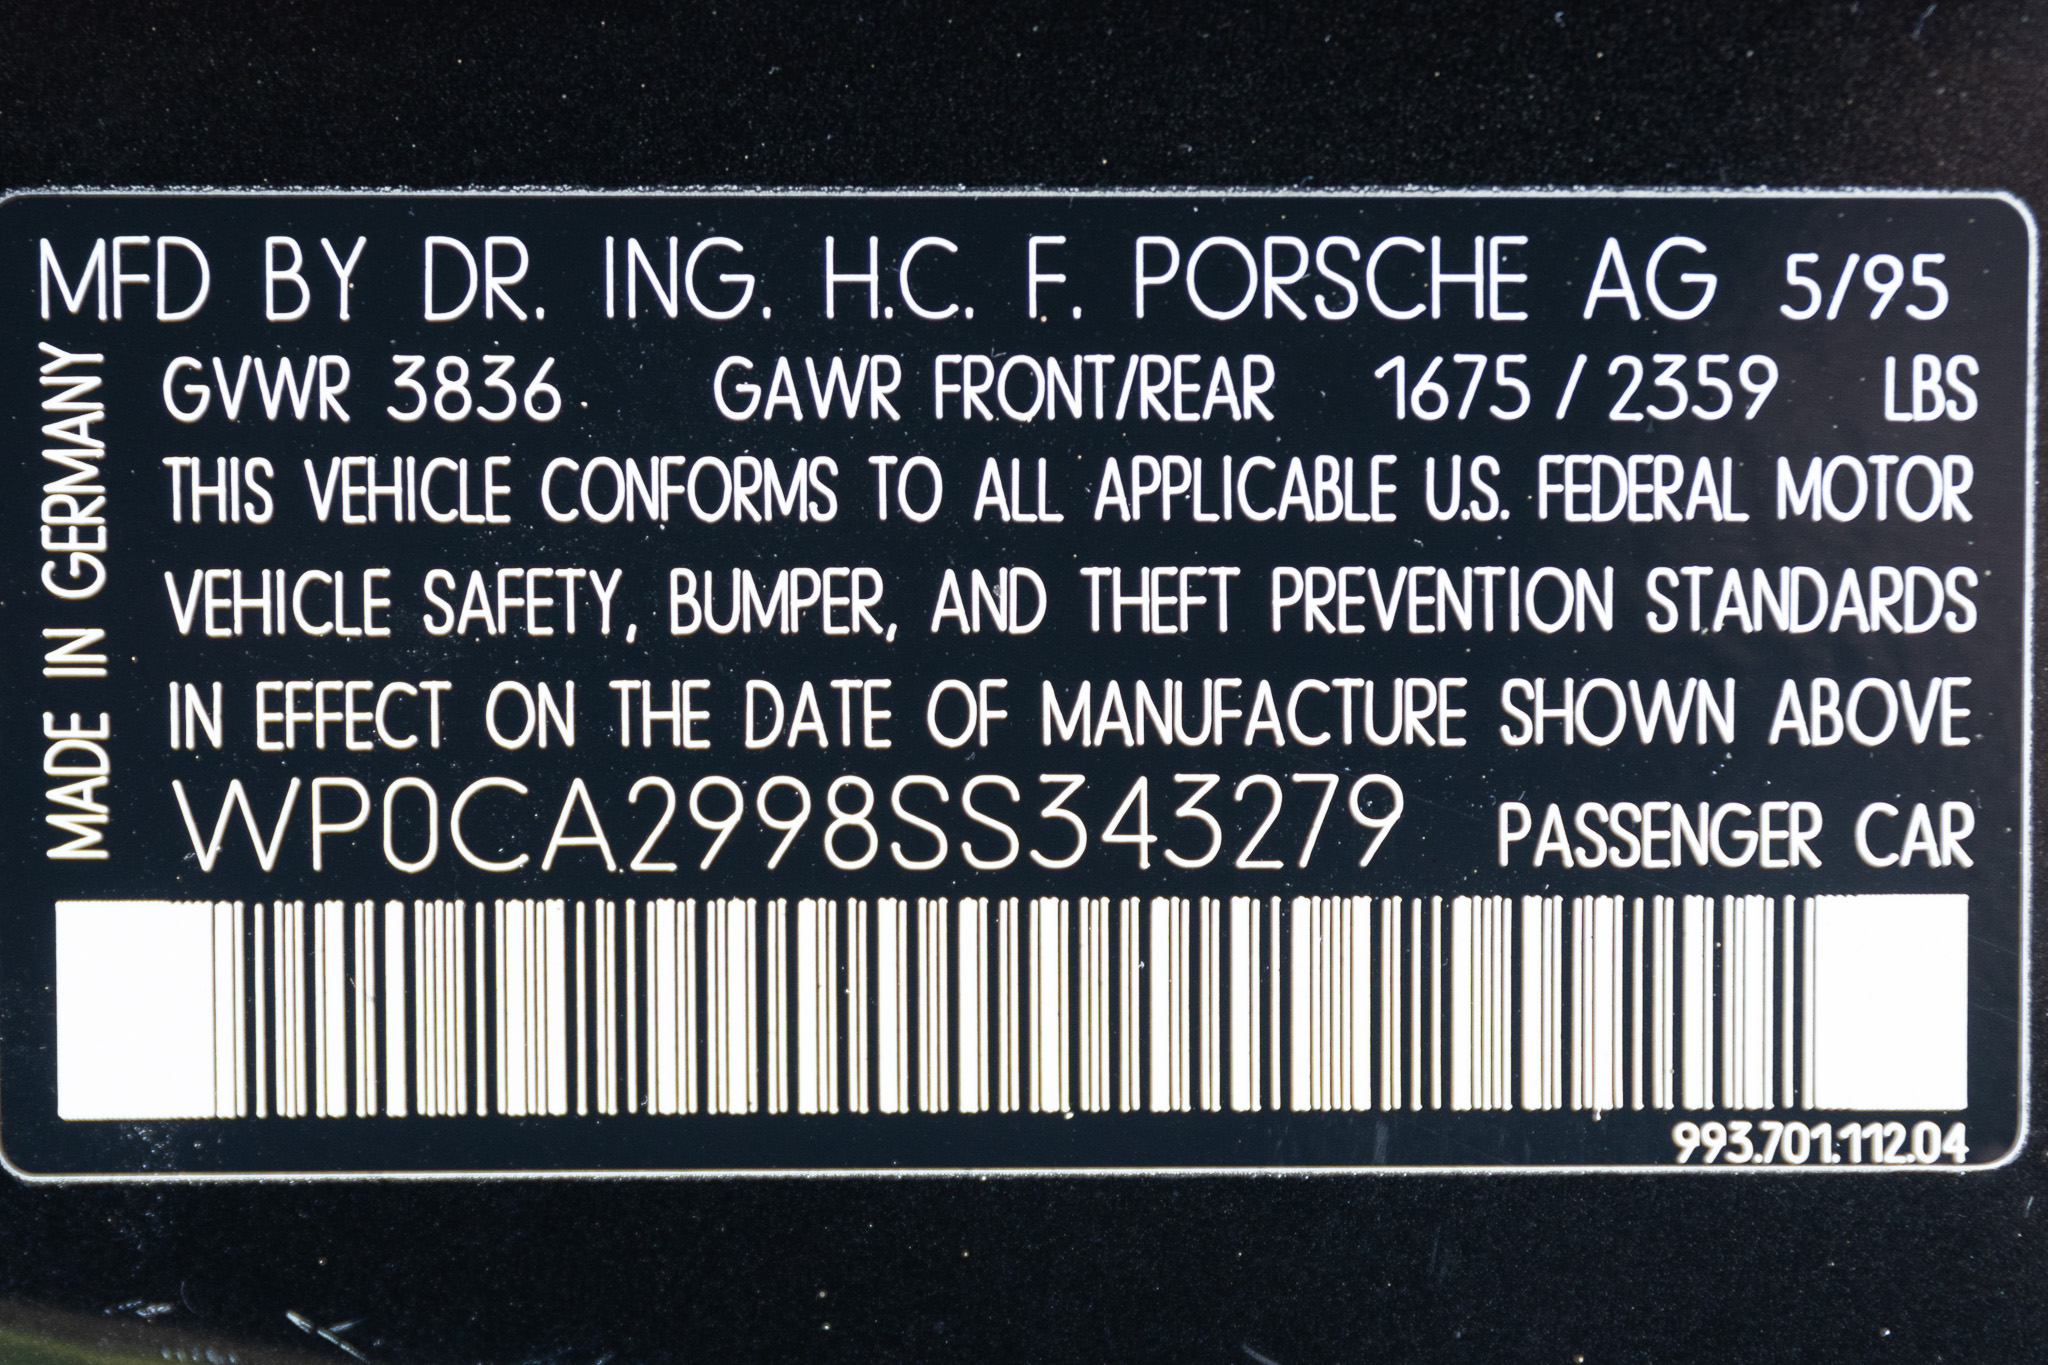 MFD BY DR. ING. H.C. F. PORSCHE AG 5/95
GVWR 3836 GAWR FRONT/REAR 1675 / 2359 LBS
THIS VEHICLE CONFORMS TO ALL APPLICABLE U.S. FEDERAL MOTOR
VEHICLE SAFETY, BUMPER, AND THEFT PREVENTION STANDARDS
IN EFFECT ON THE DATE OF MANUFACTURE SHOWN ABOVE
WP0CA2998SS343279 PASSENGER CAR
993.701.112.04
MADE IN GERMANY